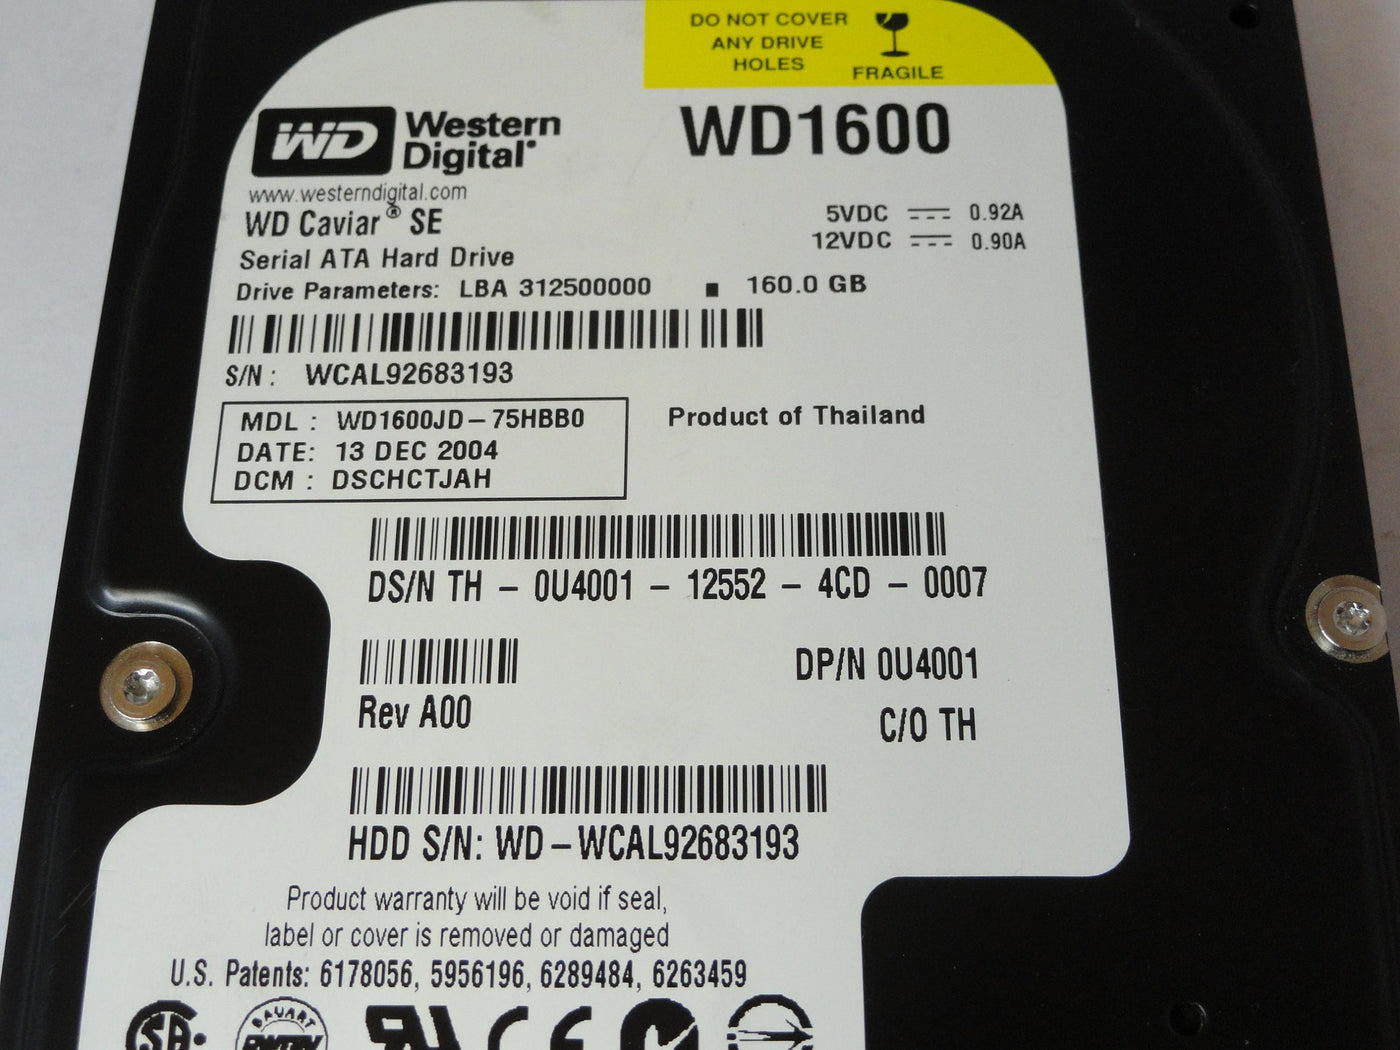 DO NOT COVER
ANY DRIVE
HOLES
FRAGILE
WD Western
Digital
WD1600
www.westerndigital.com
WD Caviar® SE
5VDC 0.92A
12VDC 0.90A
Serial ATA Hard Drive
Drive Parameters: LBA 312500000 ■ 160.0 GB
S/N: WCAL92683193
MDL: WD1600JD-75HBB0
DATE: 13 DEC 2004
DCM: DSCHCTJAH
Product of Thailand
DS/N TH - 0U4001 - 12552 - 4CD - 0007
DP/N 0U4001
Rev A00
C/O TH
HDD S/N: WD-WCAL92683193
Product warranty will be void if seal,
label or cover is removed or damaged
U.S. Patents: 6178056, 5956196, 6289484, 6263459
BAUART
CE